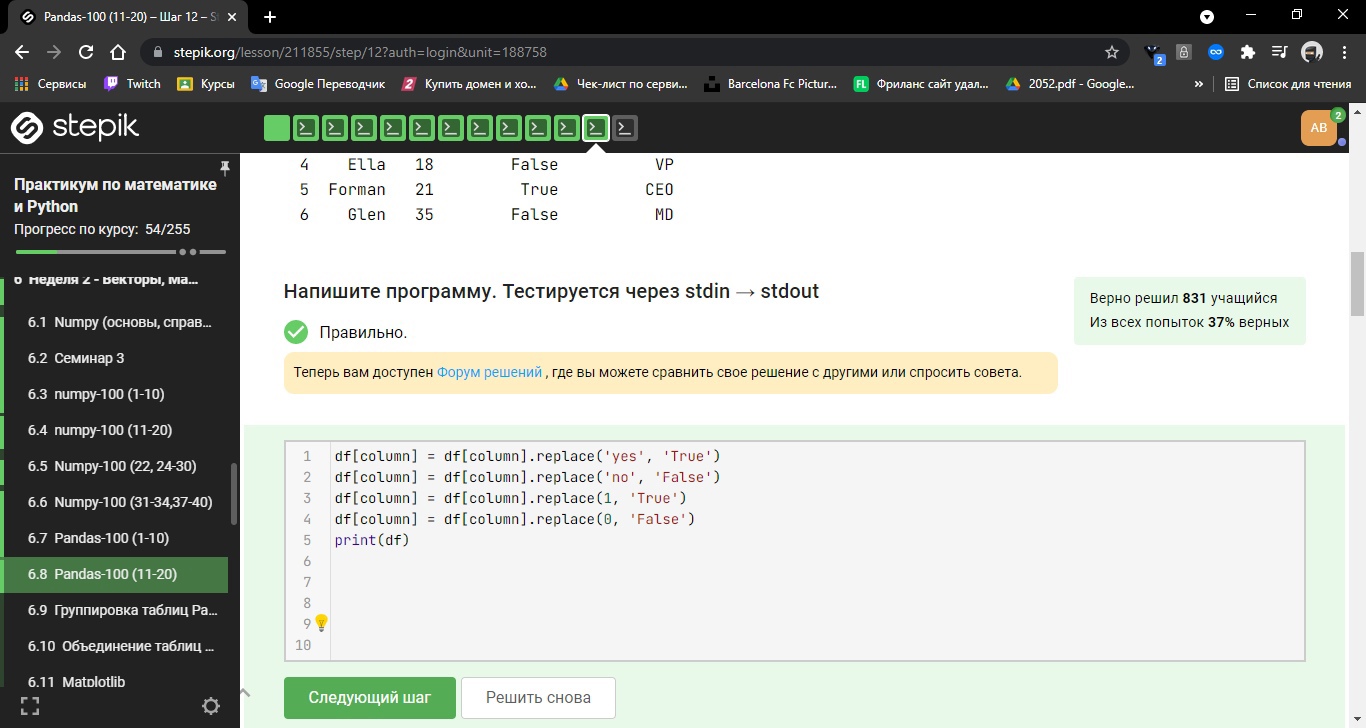 Pandas-100 (11-20) – Шаг 12 – S
stepik.org/lesson/211855/step/12?auth=login&unit=188758
2
Сервисы Twitch Курсы Google Переводчик Купить домен и хо... Чек-лист по серви... Barcelona Fc Pictur... FL Фриланс сайт удал... 2052.pdf - Google... » Список для чтения
stepik
АВ 2
Практикум по математике
и Python
Прогресс по курсу: 54/255
6 Неделя 2 - Векторы, Ма...
6.1 Numpy (основы, справ...
6.2 Семинар 3
6.3 numpy-100 (1-10)
6.4 numpy-100 (11-20)
6.5 Numpy-100 (22, 24-30)
6.6 Numpy-100 (31-34,37-40)
6.7 Pandas-100 (1-10)
6.8 Pandas-100 (11-20)
6.9 Группировка таблиц Pa...
6.10 Объединение таблиц ...
6.11 Matplotlib
4 Ella 18 False VP
5 Forman 21 True CEO
6 Glen 35 False MD
Напишите программу. Тестируется через stdin → stdout
Правильно.
Теперь вам доступен Форум решений , где вы можете сравнить свое решение с другими или спросить совета.
Верно решил 831 учащийся
Из всех попыток 37% верных
1 df[column] = df[column].replace('yes', 'True')
2 df[column] = df[column].replace('no', 'False')
3 df[column] = df[column].replace(1, 'True')
4 df[column] = df[column].replace(0, 'False')
5 print(df)
6
7
8
9
10
Следующий шаг
Решить снова